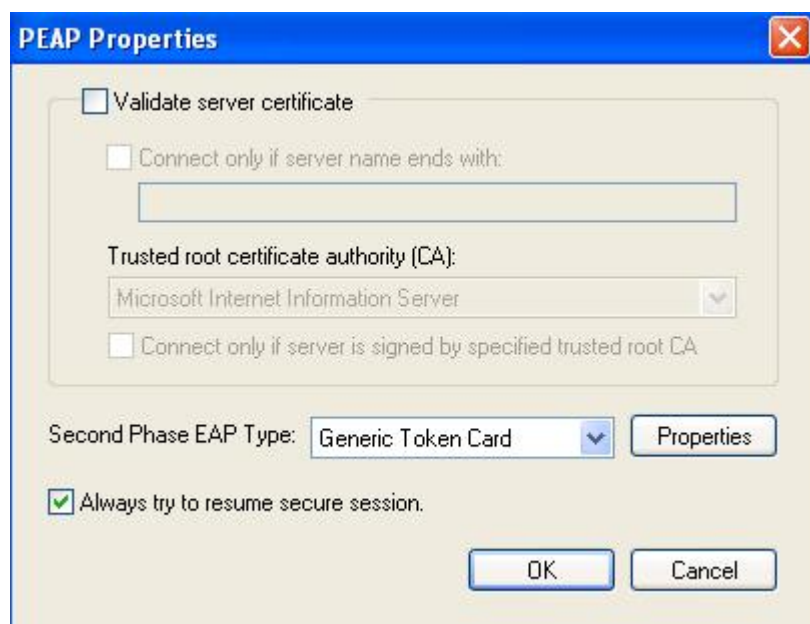 PEAP Properties
Validate server certificate
Connect only if server name ends with:
Trusted root certificate authority (CA):
Microsoft Internet Information Server
Connect only if server is signed by specified trusted root CA
Second Phase EAP Type: Generic Token Card Properties
Always try to resume secure session.
OK Cancel